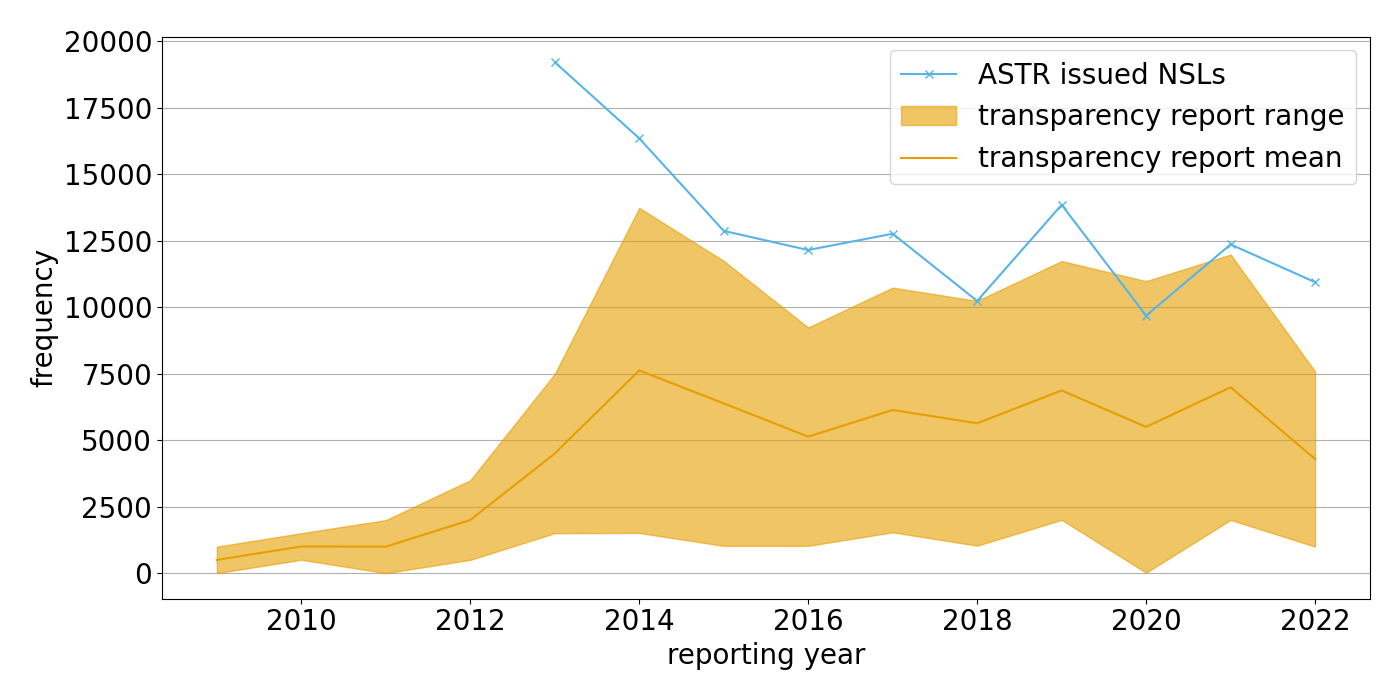 20000
17500
15000
12500
10000
7500
5000
2500
0
frequency
ASTR issued NSLs
transparency report range
transparency report mean
2010 2012 2014 2016 2018 2020 2022
reporting year